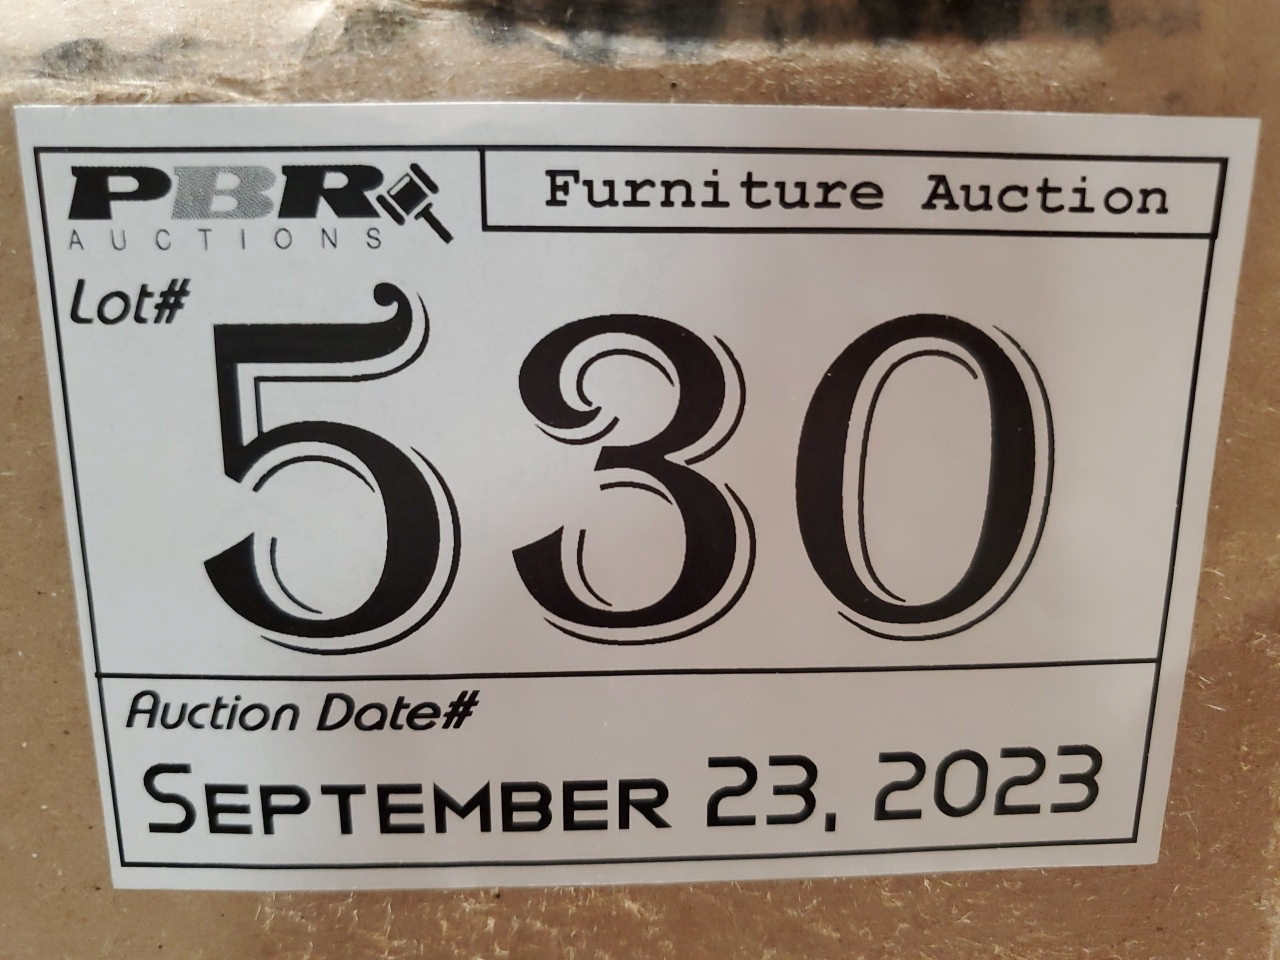 PBR
AUCTIONS
Furniture Auction
Lot#
530
Auction Date#
SEPTEMBER 23, 2023